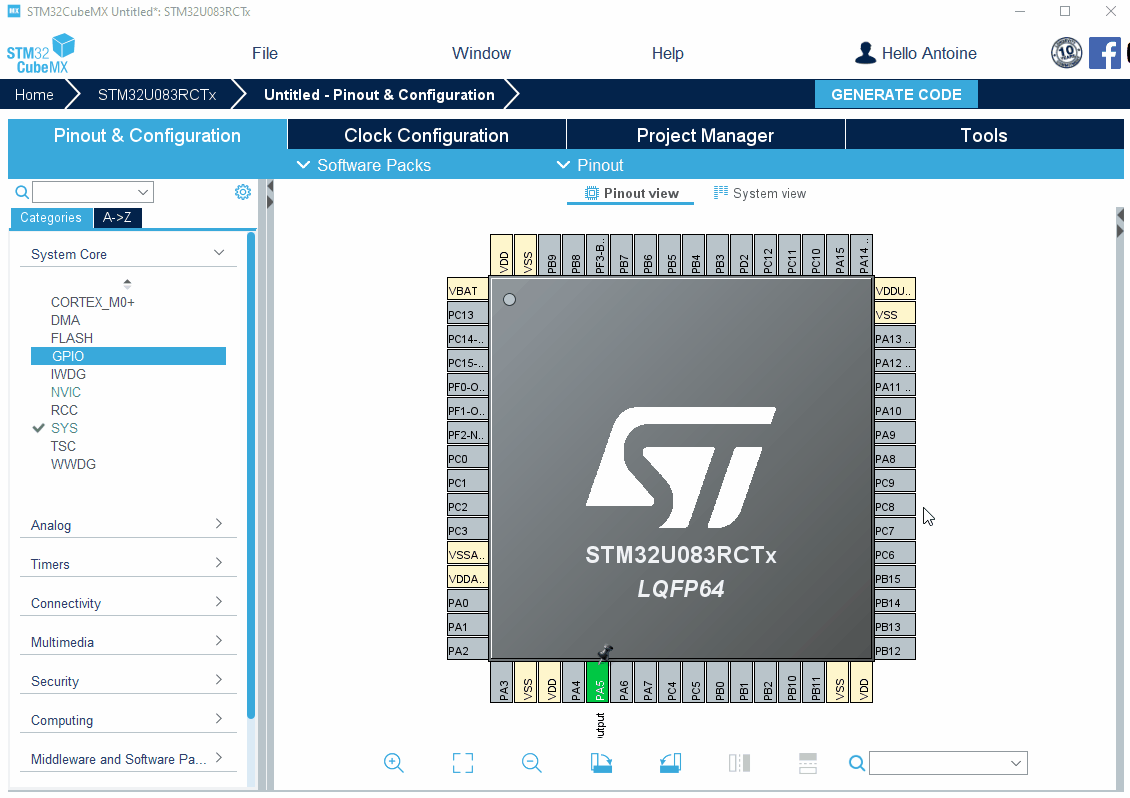 MX STM32CubeMX Untitled*: STM32U083RCTx
STM32
CubeMX
File
Window
Help
Hello Antoine
10
f
Home
STM32U083RCTx
Untitled - Pinout & Configuration
GENERATE CODE
Pinout & Configuration
Clock Configuration
Project Manager
Tools
Software Packs
Pinout
Pinout view
System view
Categories
A->Z
System Core
CORTEX_M0+
DMA
FLASH
GPIO
IWDG
NVIC
RCC
SYS
TSC
WWDG
Analog
Timers
Connectivity
Multimedia
Security
Computing
Middleware and Software Pa...
VDD
VSS
PB9
PB8
PF3-B..
PB7
PB6
PB5
PB4
PB3
PD2
PC12
PC11
PC10
PA15
PA14..
VBAT
PC13
PC14-..
PC15-..
PF0-O..
PF1-O..
PF2-N..
PC0
PC1
PC2
PC3
VSSA..
VDDA..
PA0
PA1
PA2
ST
STM32U083RCTx
LQFP64
VDDU..
VSS
PA13 ..
PA12 ..
PA11 ..
PA10
PA9
PA8
PC9
PC8
PC7
PC6
PB15
PB14
PB13
PB12
PA3
VSS
VDD
PA4
PA5
PA6
PA7
PC4
PC5
PB0
PB1
PB2
PB10
PB11
VSS
VDD
utput